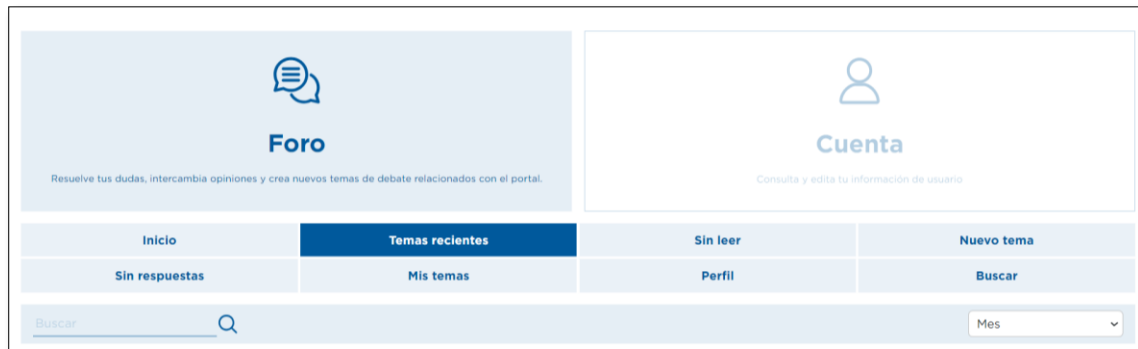 Foro
Resuelve tus dudas, intercambia opiniones y crea nuevos temas de debate relacionados con el portal.
Cuenta
Consulta y edita tu información de usuario
Inicio
Temas recientes
Sin leer
Nuevo tema
Sin respuestas
Mis temas
Perfil
Buscar
Buscar
Mes